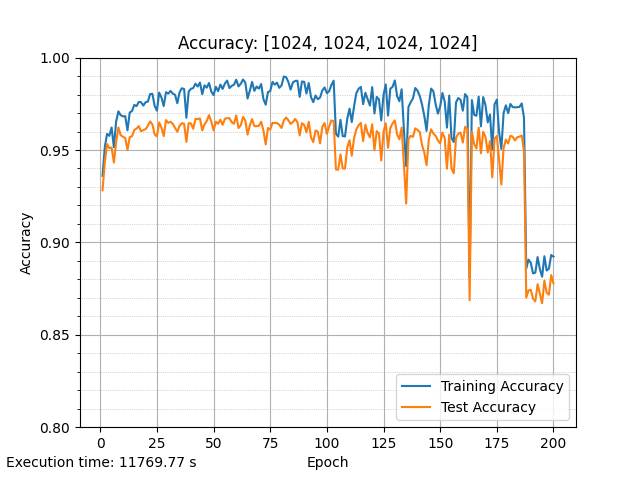 Accuracy: [1024, 1024, 1024, 1024]
1.00
0.95
0.90
0.85
0.80
Accuracy
Training Accuracy
Test Accuracy
0 25 50 75 100 125 150 175 200
Execution time: 11769.77 s
Epoch